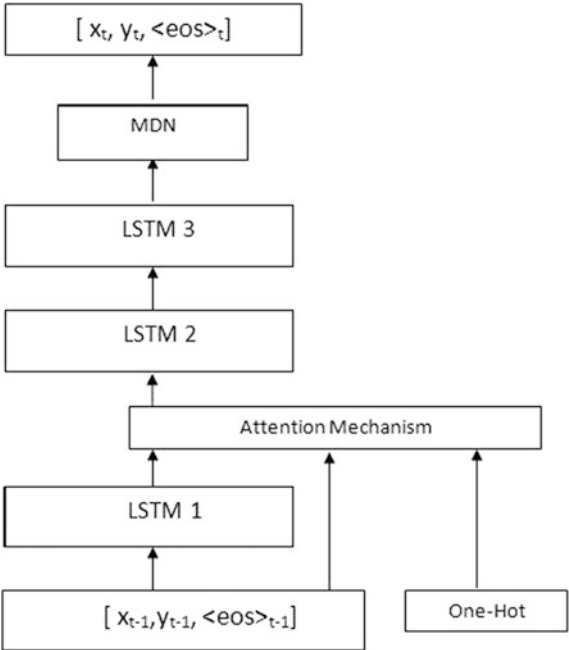 [ xₜ, yₜ, <eos>ₜ]
MDN
LSTM 3
LSTM 2
Attention Mechanism
LSTM 1
[ xₜ₋₁,yₜ₋₁, <eos>ₜ₋₁]
One-Hot